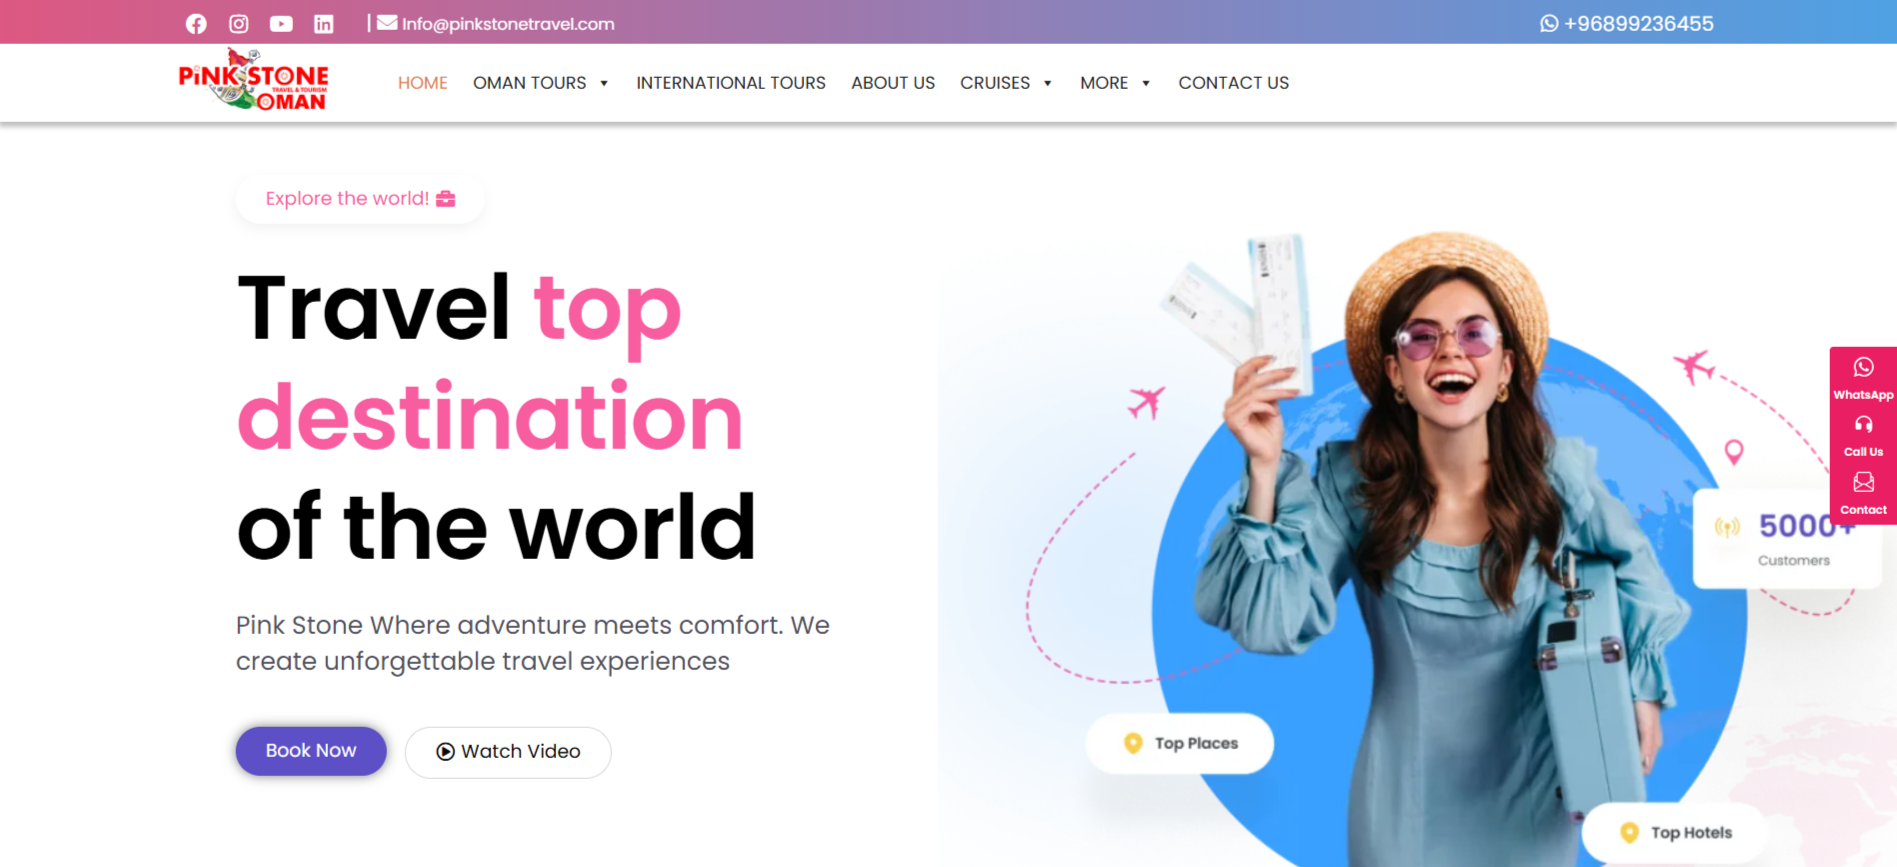 Info@pinkstonetravel.com
+96899236455
PiNK STONE
TRAVEL & TOURISM
OMAN
HOME
OMAN TOURS
INTERNATIONAL TOURS
ABOUT US
CRUISES
MORE
CONTACT US
Explore the world!
Travel top
destination
of the world
Pink Stone Where adventure meets comfort. We
create unforgettable travel experiences
Book Now
Watch Video
WhatsApp
Call Us
Contact
5000+
Customers
Top Places
Top Hotels